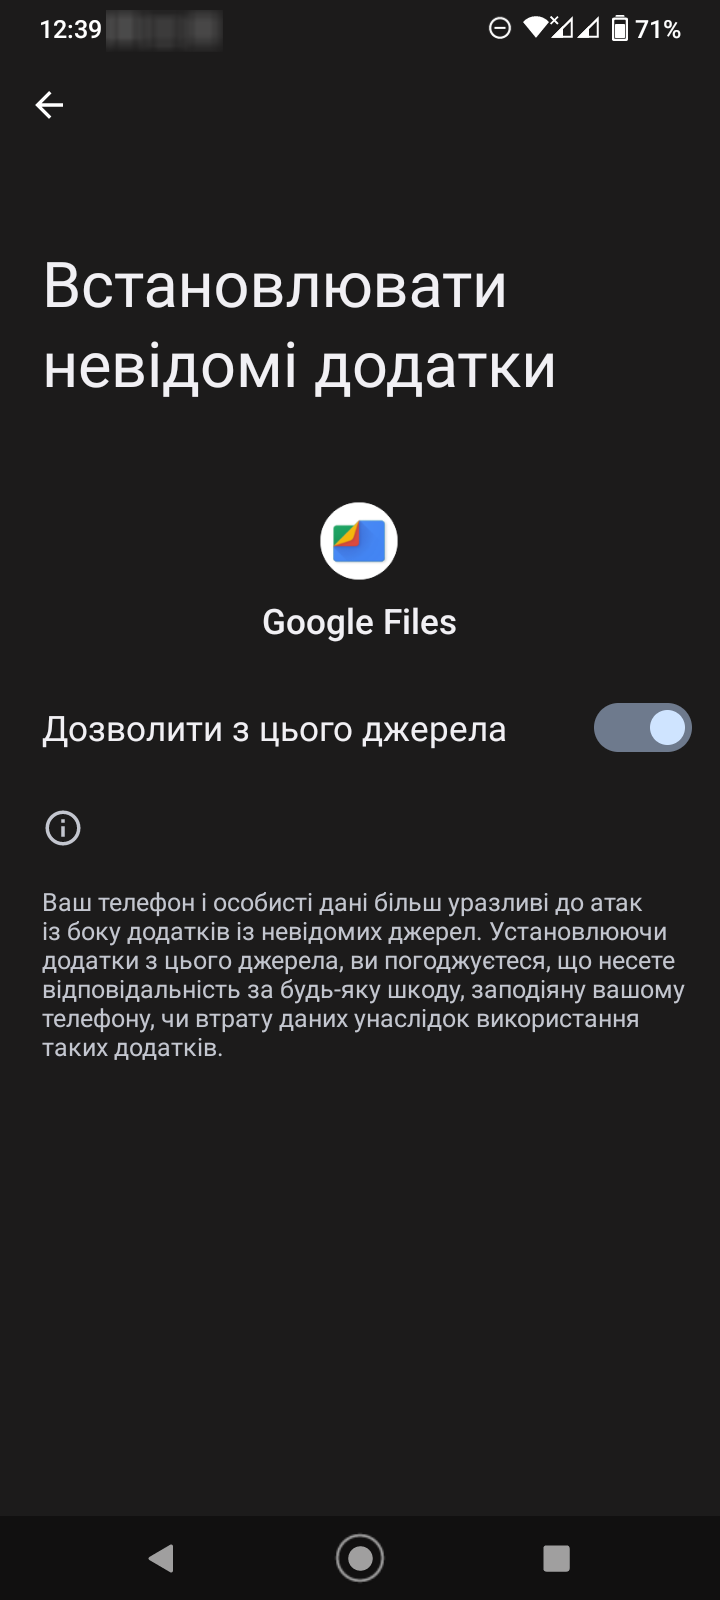 12:39
71%
Встановлювати
невідомі додатки
Google Files
Дозволити з цього джерела
Ваш телефон і особисті дані більш уразливі до атак
із боку додатків із невідомих джерел. Установлюючи
додатки з цього джерела, ви погоджуєтеся, що несете
відповідальність за будь-яку шкоду, заподіяну вашому
телефону, чи втрату даних унаслідок використання
таких додатків.